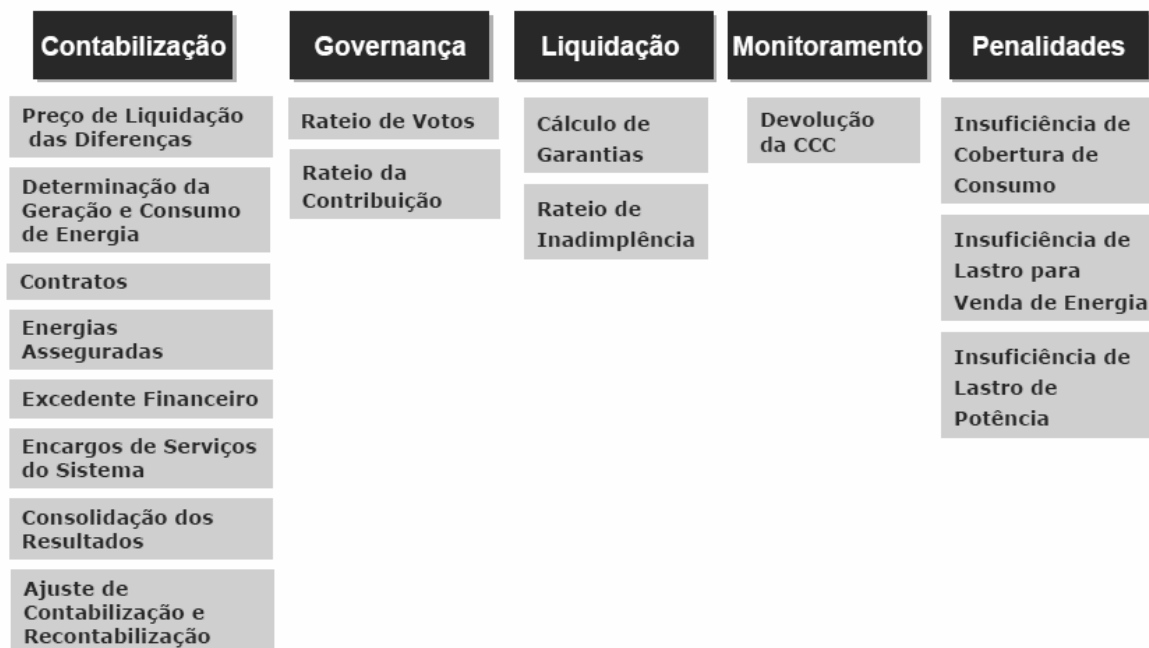 Contabilização
Preço de Liquidação
das Diferenças
Determinação da
Geração e Consumo
de Energia
Contratos
Energias
Asseguradas
Excedente Financeiro
Encargos de Serviços
do Sistema
Consolidação dos
Resultados
Ajuste de
Contabilização e
Recontabilização
Governança
Rateio de Votos
Rateio da
Contribuição
Liquidação
Cálculo de
Garantias
Rateio de
Inadimplência
Monitoramento
Devolução
da CCC
Penalidades
Insuficiência de
Cobertura de
Consumo
Insuficiência de
Lastro para
Venda de Energia
Insuficiência de
Lastro de
Potência